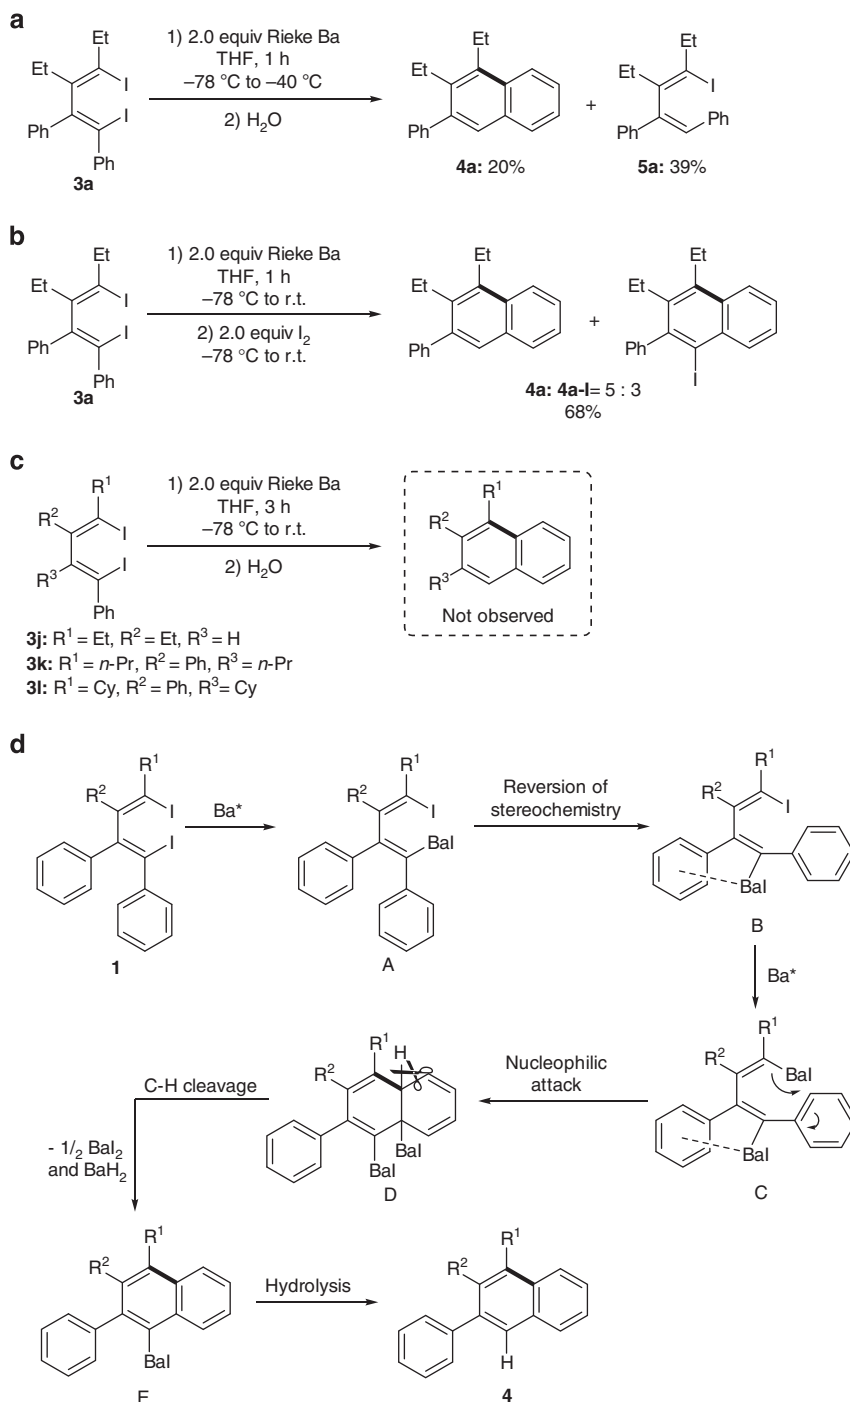 a
Et
Et
I
I
Ph
Ph
3a
1) 2.0 equiv Rieke Ba
THF, 1 h
–78 °C to –40 °C
2) H₂O
Et
Et
Ph
4a: 20%
+
Et
Et
I
Ph
Ph
5a: 39%
b
Et
Et
I
I
Ph
Ph
3a
1) 2.0 equiv Rieke Ba
THF, 1 h
–78 °C to r.t.
2) 2.0 equiv I₂
–78 °C to r.t.
Et
Et
Ph
+
Et
Et
Ph
I
4a: 4a-I= 5 : 3
68%
c
R¹
R²
I
I
R³
Ph
1) 2.0 equiv Rieke Ba
THF, 3 h
–78 °C to r.t.
2) H₂O
R¹
R²
R³
Not observed
3j: R¹ = Et, R² = Et, R³ = H
3k: R¹ = n-Pr, R² = Ph, R³ = n-Pr
3l: R¹ = Cy, R² = Ph, R³= Cy
d
R¹
R²
I
I
1
Ba*
R¹
R²
I
BaI
A
Reversion of
stereochemistry
R¹
R²
I
BaI
B
Ba*
R¹
R²
BaI
BaI
C
Nucleophilic
attack
R¹
H
R²
BaI
BaI
D
C-H cleavage
- 1/₂ BaI₂
and BaH₂
R¹
R²
BaI
Hydrolysis
R¹
R²
H
4